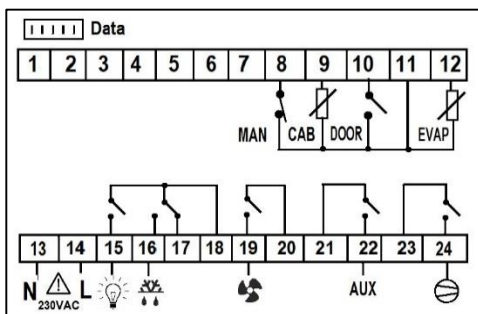 Data
1 2 3 4 5 6 7 8 9 10 11 12
MAN CAB DOOR EVAP
13 14 15 16 17 18 19 20 21 22 23 24
N L AUX
230VAC